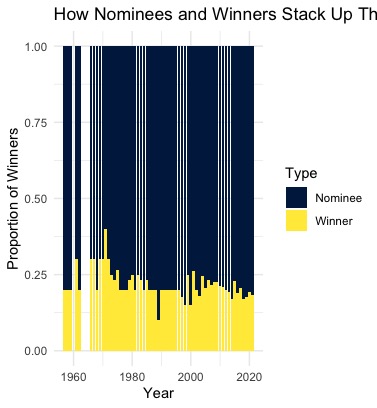 How Nominees and Winners Stack Up Th
1.00
0.75
0.50
0.25
0.00
Proportion of Winners
1960 1980 2000 2020
Year
Type
Nominee
Winner